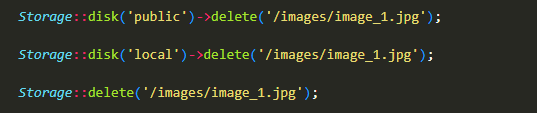 Storage::disk('public')->delete('/images/image_1.jpg');
Storage::disk('local')->delete('/images/image_1.jpg');
Storage::delete('/images/image_1.jpg');